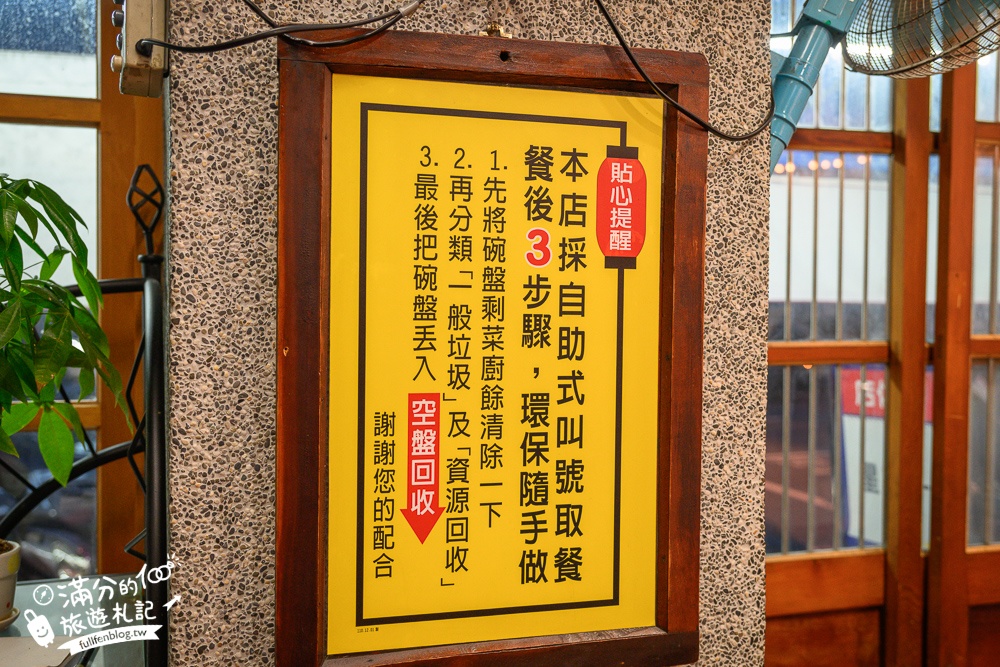 貼心提醒
本店採自助式叫號取餐
餐後3步驟，環保隨手做
1.先將碗盤剩菜廚餘清除一下
2.再分類「一般垃圾」及「資源回收」
3.最後把碗盤丟入 空盤回收
謝謝您的配合
滿分的
旅遊札記
fullfenblog.tw